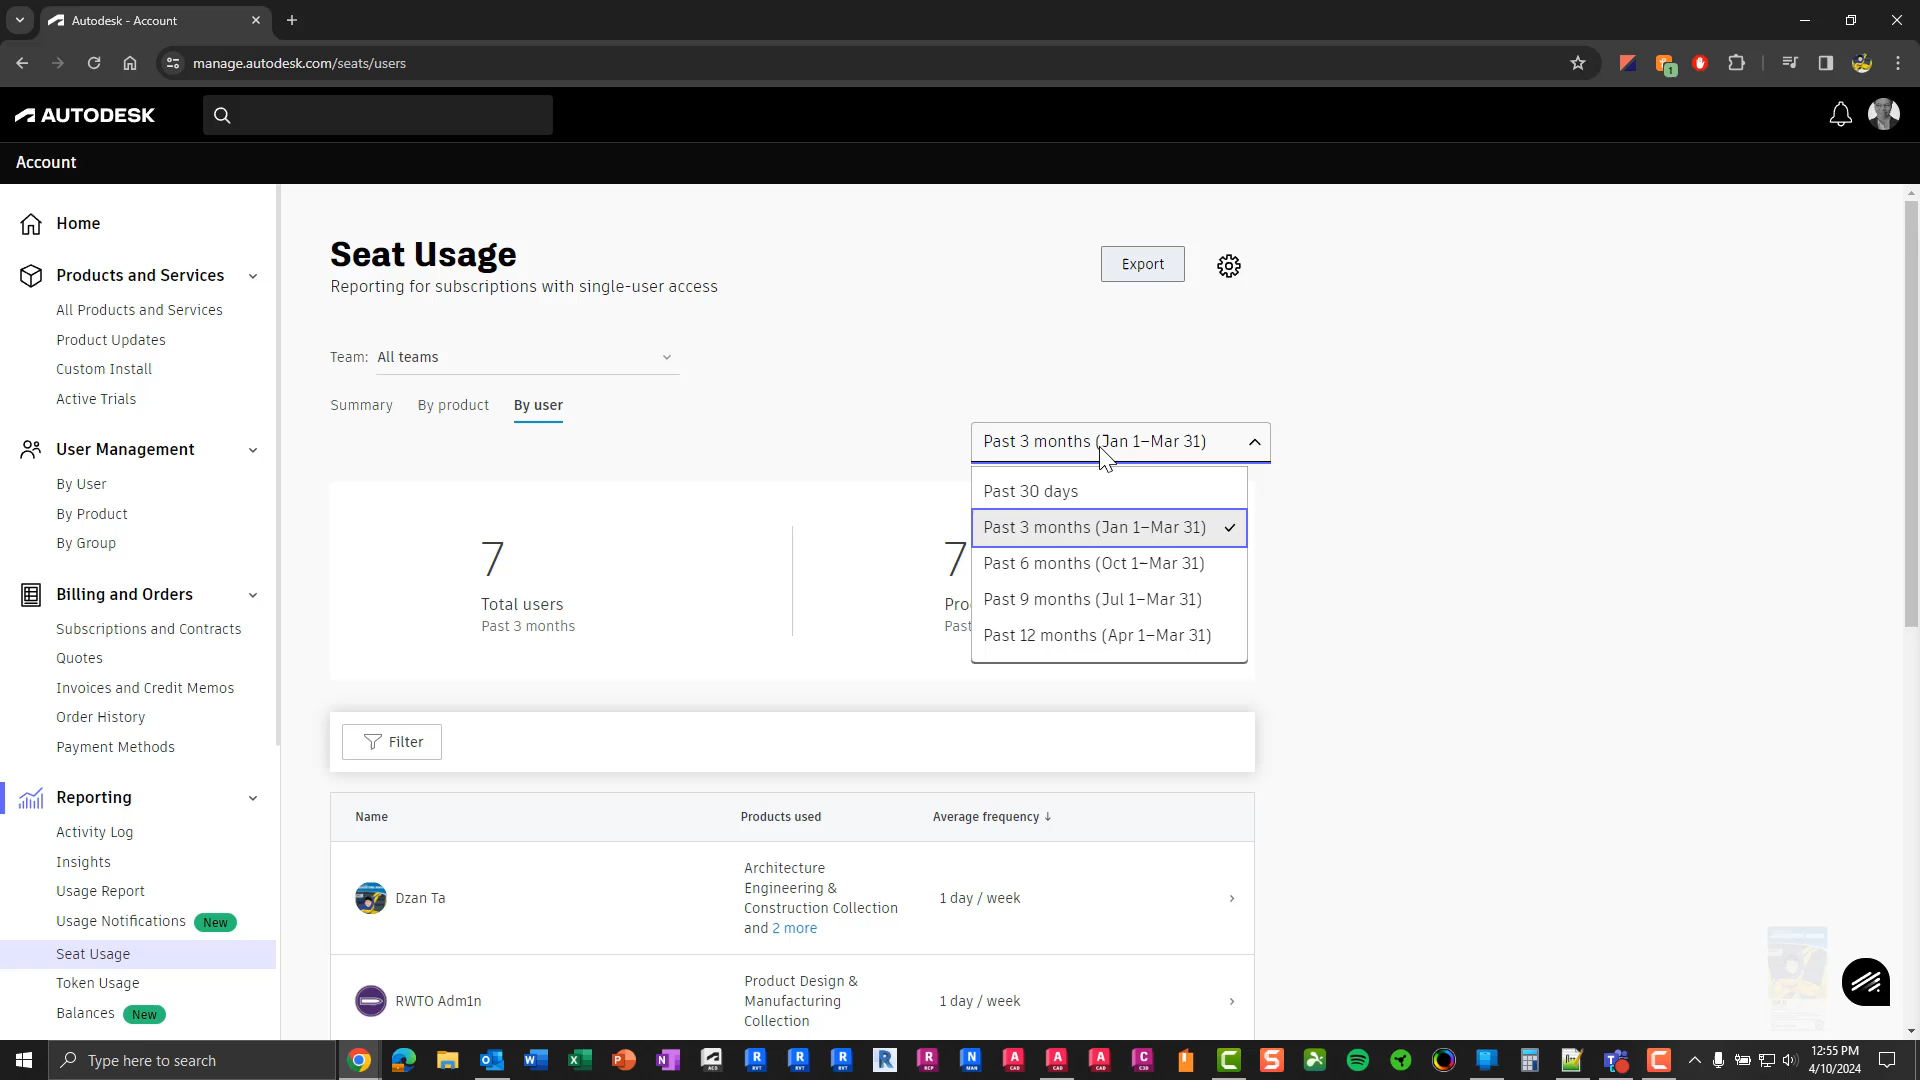 Autodesk - Account
manage.autodesk.com/seats/users
1
AUTODESK
Account
Home
Products and Services
All Products and Services
Product Updates
Custom Install
Active Trials
User Management
By User
By Product
By Group
Billing and Orders
Subscriptions and Contracts
Quotes
Invoices and Credit Memos
Order History
Payment Methods
Reporting
Activity Log
Insights
Usage Report
Usage Notifications New
Seat Usage
Token Usage
Balances New
Seat Usage
Reporting for subscriptions with single-user access
Export
Team: All teams
Summary By product By user
Past 3 months (Jan 1–Mar 31)
Past 30 days
Past 3 months (Jan 1–Mar 31)
Past 6 months (Oct 1–Mar 31)
Past 9 months (Jul 1–Mar 31)
Past 12 months (Apr 1–Mar 31)
7
Total users
Past 3 months
7
Filter
Name Products used Average frequency
Dzan Ta
Architecture
Engineering &
Construction Collection
and 2 more
1 day / week
RWTO Adm1n
Product Design &
Manufacturing
Collection
1 day / week
Type here to search
12:55 PM
4/10/2024